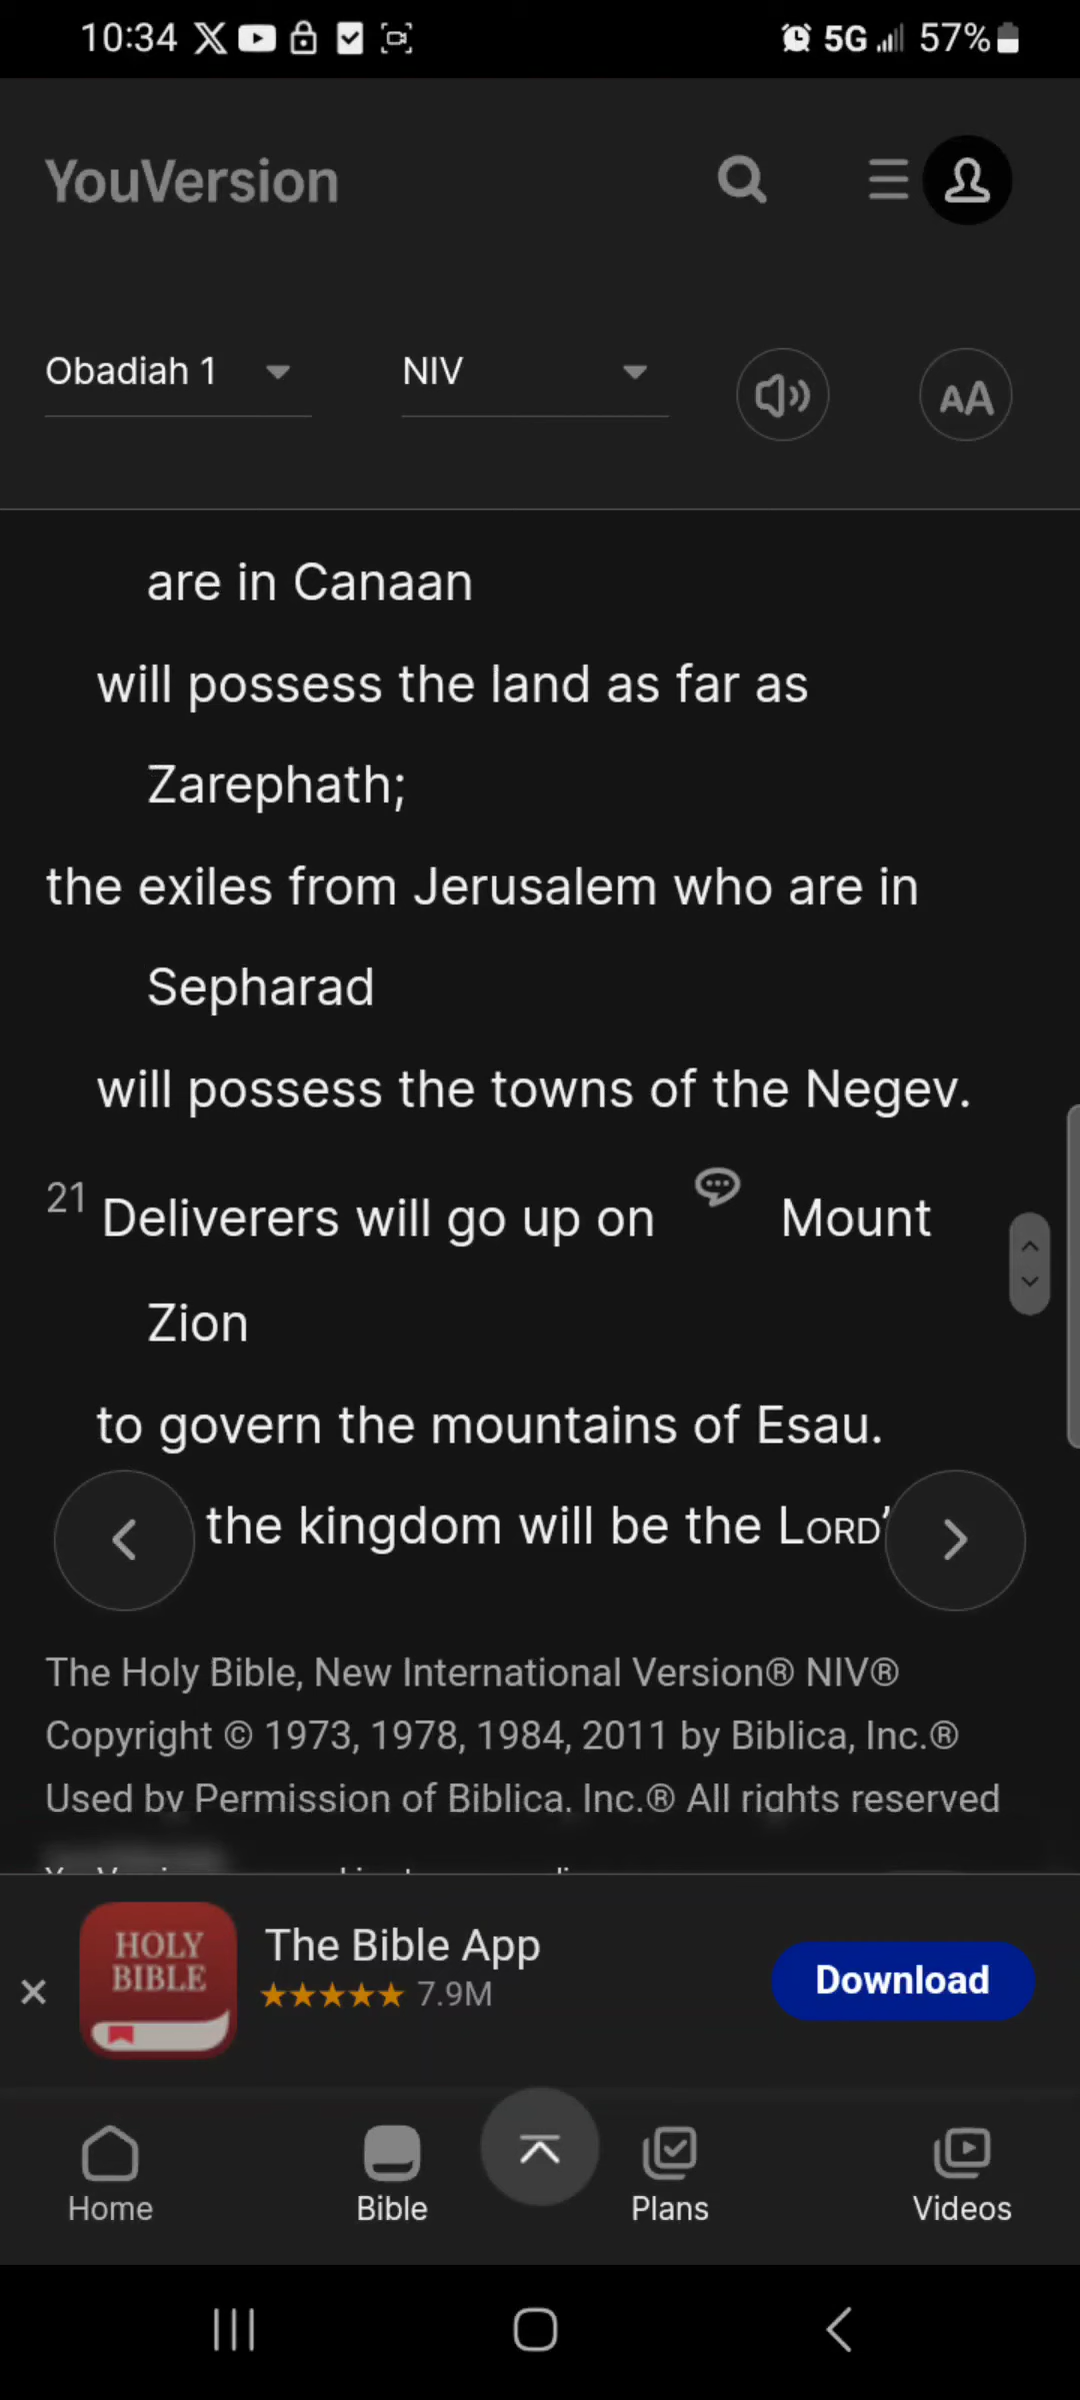 10:34 5G 57%
YouVersion
Obadiah 1 NIV AA
are in Canaan
will possess the land as far as
Zarephath;
the exiles from Jerusalem who are in
Sepharad
will possess the towns of the Negev.
21 Deliverers will go up on Mount
Zion
to govern the mountains of Esau.
the kingdom will be the LORD’
The Holy Bible, New International Version® NIV®
Copyright © 1973, 1978, 1984, 2011 by Biblica, Inc.®
Used by Permission of Biblica, Inc.® All rights reserved
HOLY
BIBLE
The Bible App
★★★★★ 7.9M
Download
Home Bible Plans Videos